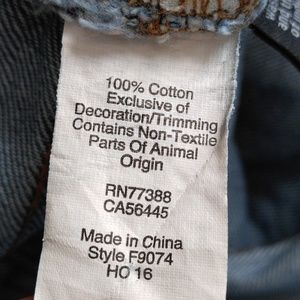 100% Cotton
Exclusive of
Decoration/Trimming
Contains Non-Textile
Parts Of Animal
Origin
RN77388
CA56445
Made in China
Style F9074
HO 16